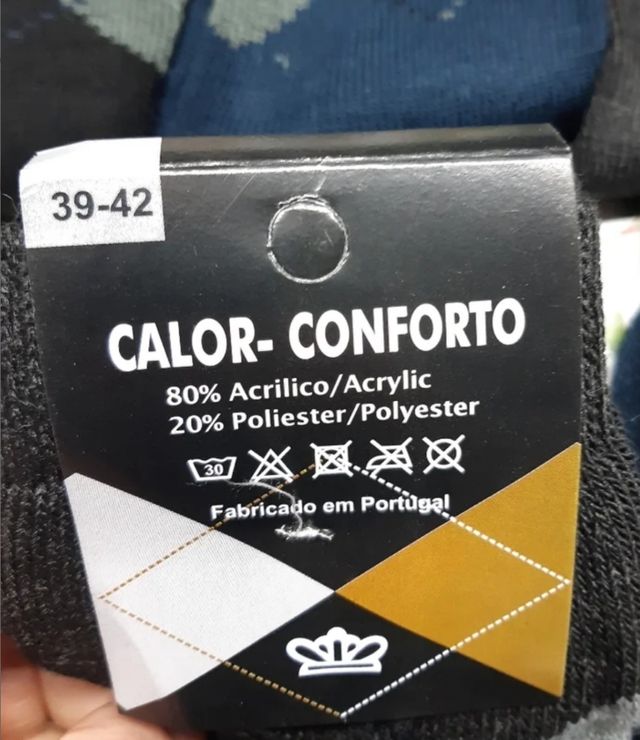 39-42
CALOR- CONFORTO
80% Acrilico/Acrylic
20% Poliester/Polyester
30
Fabricado em Portugal